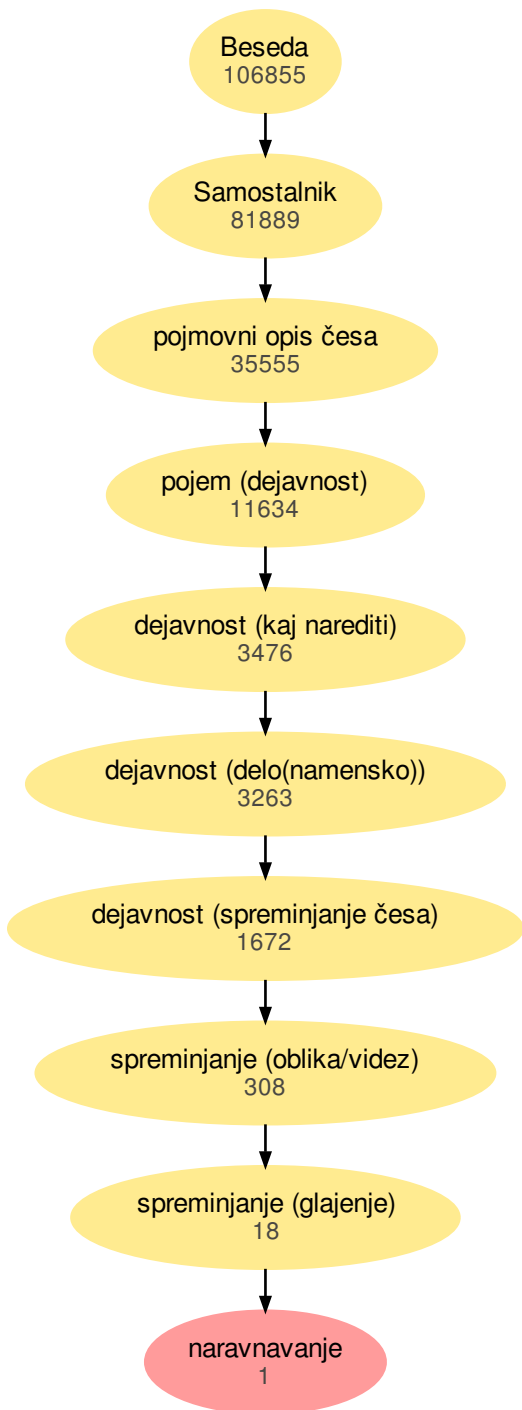 Beseda
106855
Samostalnik
81889
pojmovni opis česa
35555
pojem (dejavnost)
11634
dejavnost (kaj narediti)
3476
dejavnost (delo(namensko))
3263
dejavnost (spreminjanje česa)
1672
spreminjanje (oblika/videz)
308
spreminjanje (glajenje)
18
naravnavanje
1